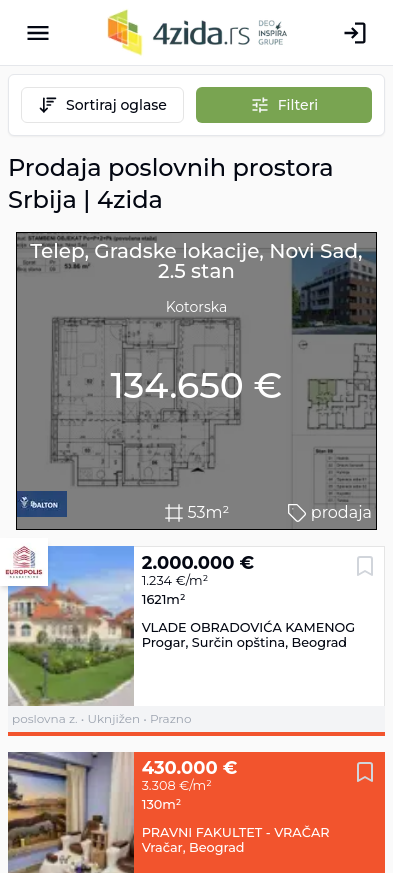 4zida.rs DEO INSPIRA GRUPE
Sortiraj oglase
Filteri
Prodaja poslovnih prostora
Srbija | 4zida
Telep, Gradske lokacije, Novi Sad,
2.5 stan
Kotorska
134.650 €
BALTON
53m²
prodaja
EUROPOLIS
2.000.000 €
1.234 €/m²
1621m²
VLADE OBRADOVIĆA KAMENOG
Progar, Surčin opština, Beograd
poslovna z. • Uknjižen • Prazno
430.000 €
3.308 €/m²
130m²
PRAVNI FAKULTET - VRAČAR
Vračar, Beograd